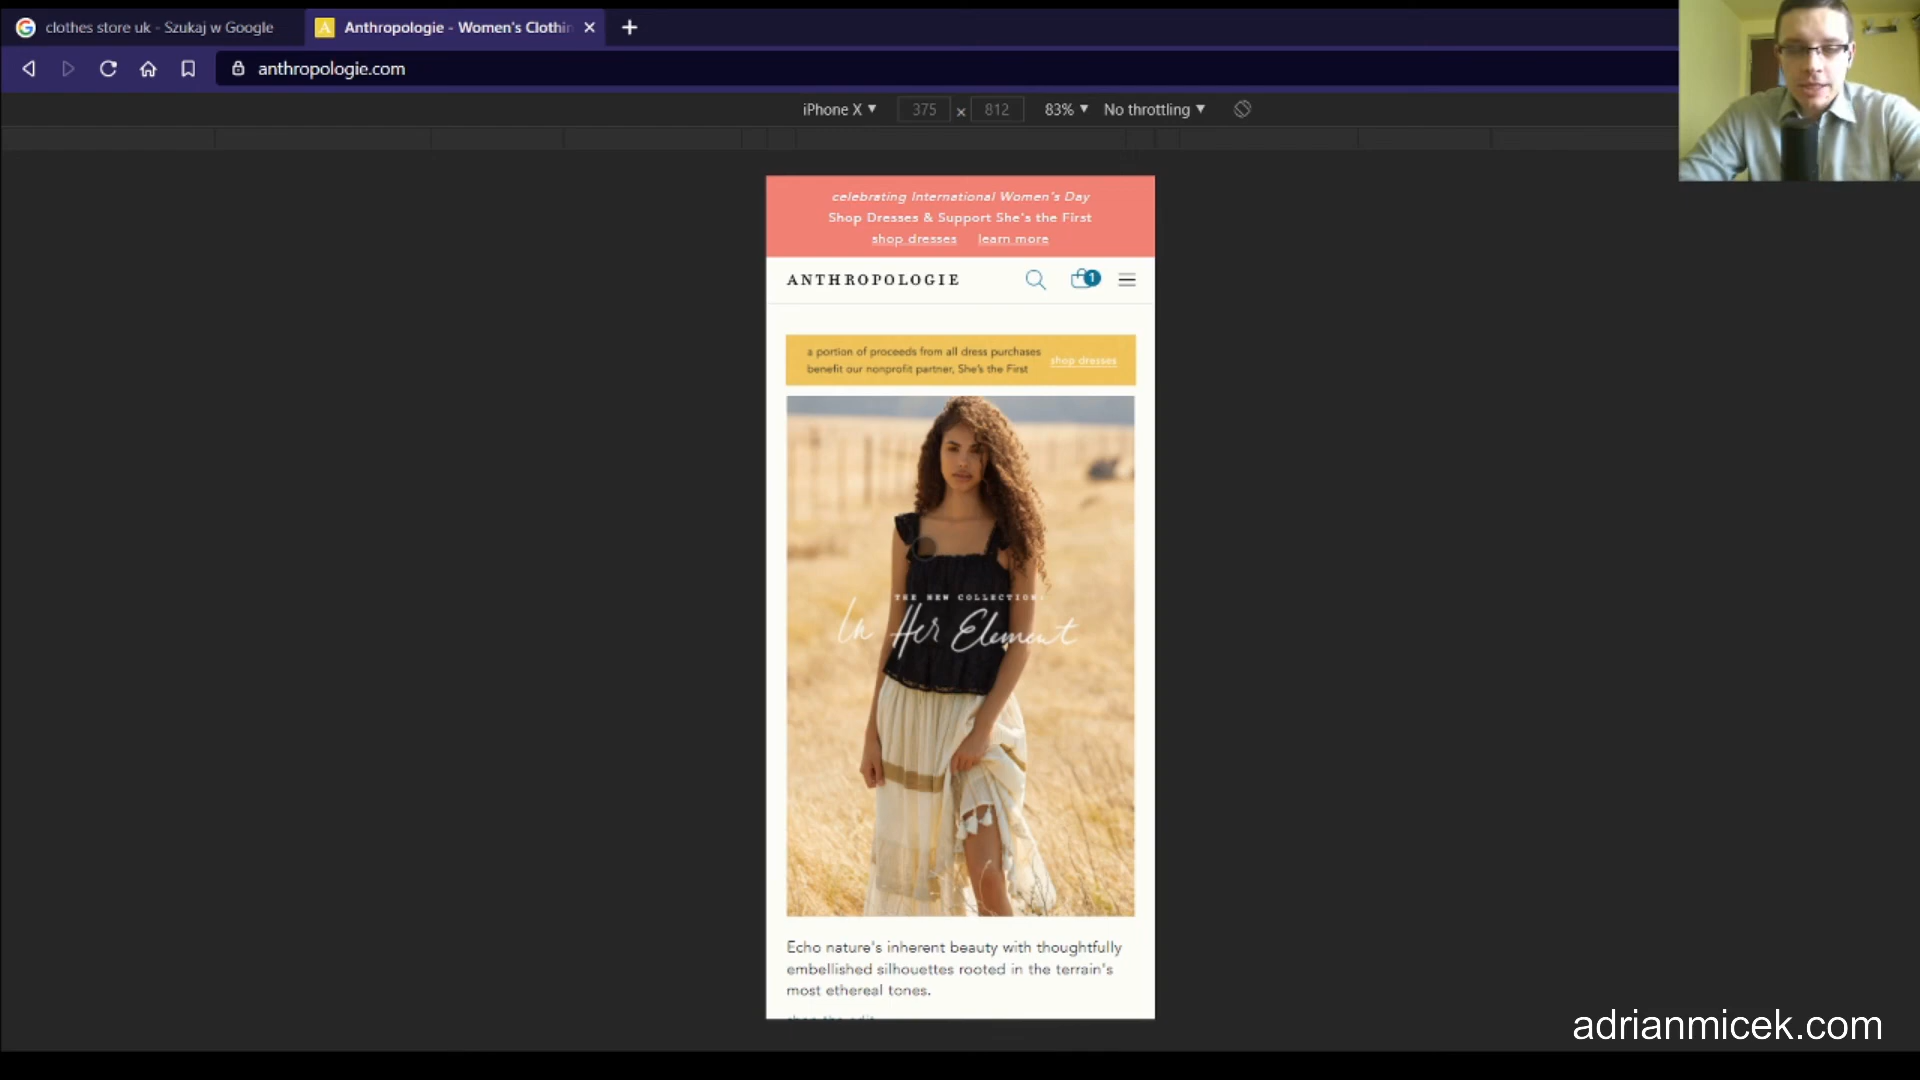 clothes store uk - Szukaj w Google
Anthropologie - Women's Clothin
anthropologie.com
iPhone X 375 x 812 83% No throttling
celebrating International Women's Day
Shop Dresses & Support She's the First
shop dresses learn more
ANTHROPOLOGIE 1
a portion of proceeds from all dress purchases
benefit our nonprofit partner, She's the First
shop dresses
THE NEW COLLECTION:
In Her Element
Echo nature's inherent beauty with thoughtfully
embellished silhouettes rooted in the terrain's
most ethereal tones.
adrianmicek.com